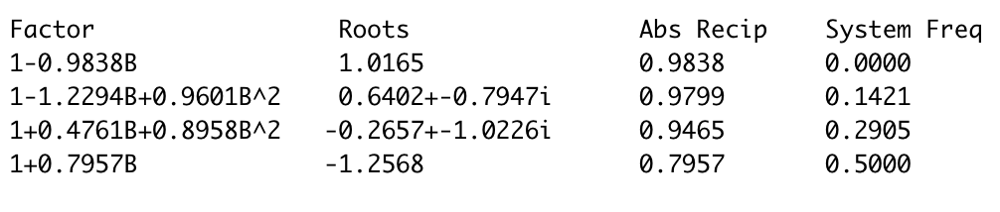 Factor Roots Abs Recip System Freq
1-0.9838B 1.0165 0.9838 0.0000
1-1.2294B+0.9601B^2 0.6402+-0.7947i 0.9799 0.1421
1+0.4761B+0.8958B^2 -0.2657+-1.0226i 0.9465 0.2905
1+0.7957B -1.2568 0.7957 0.5000